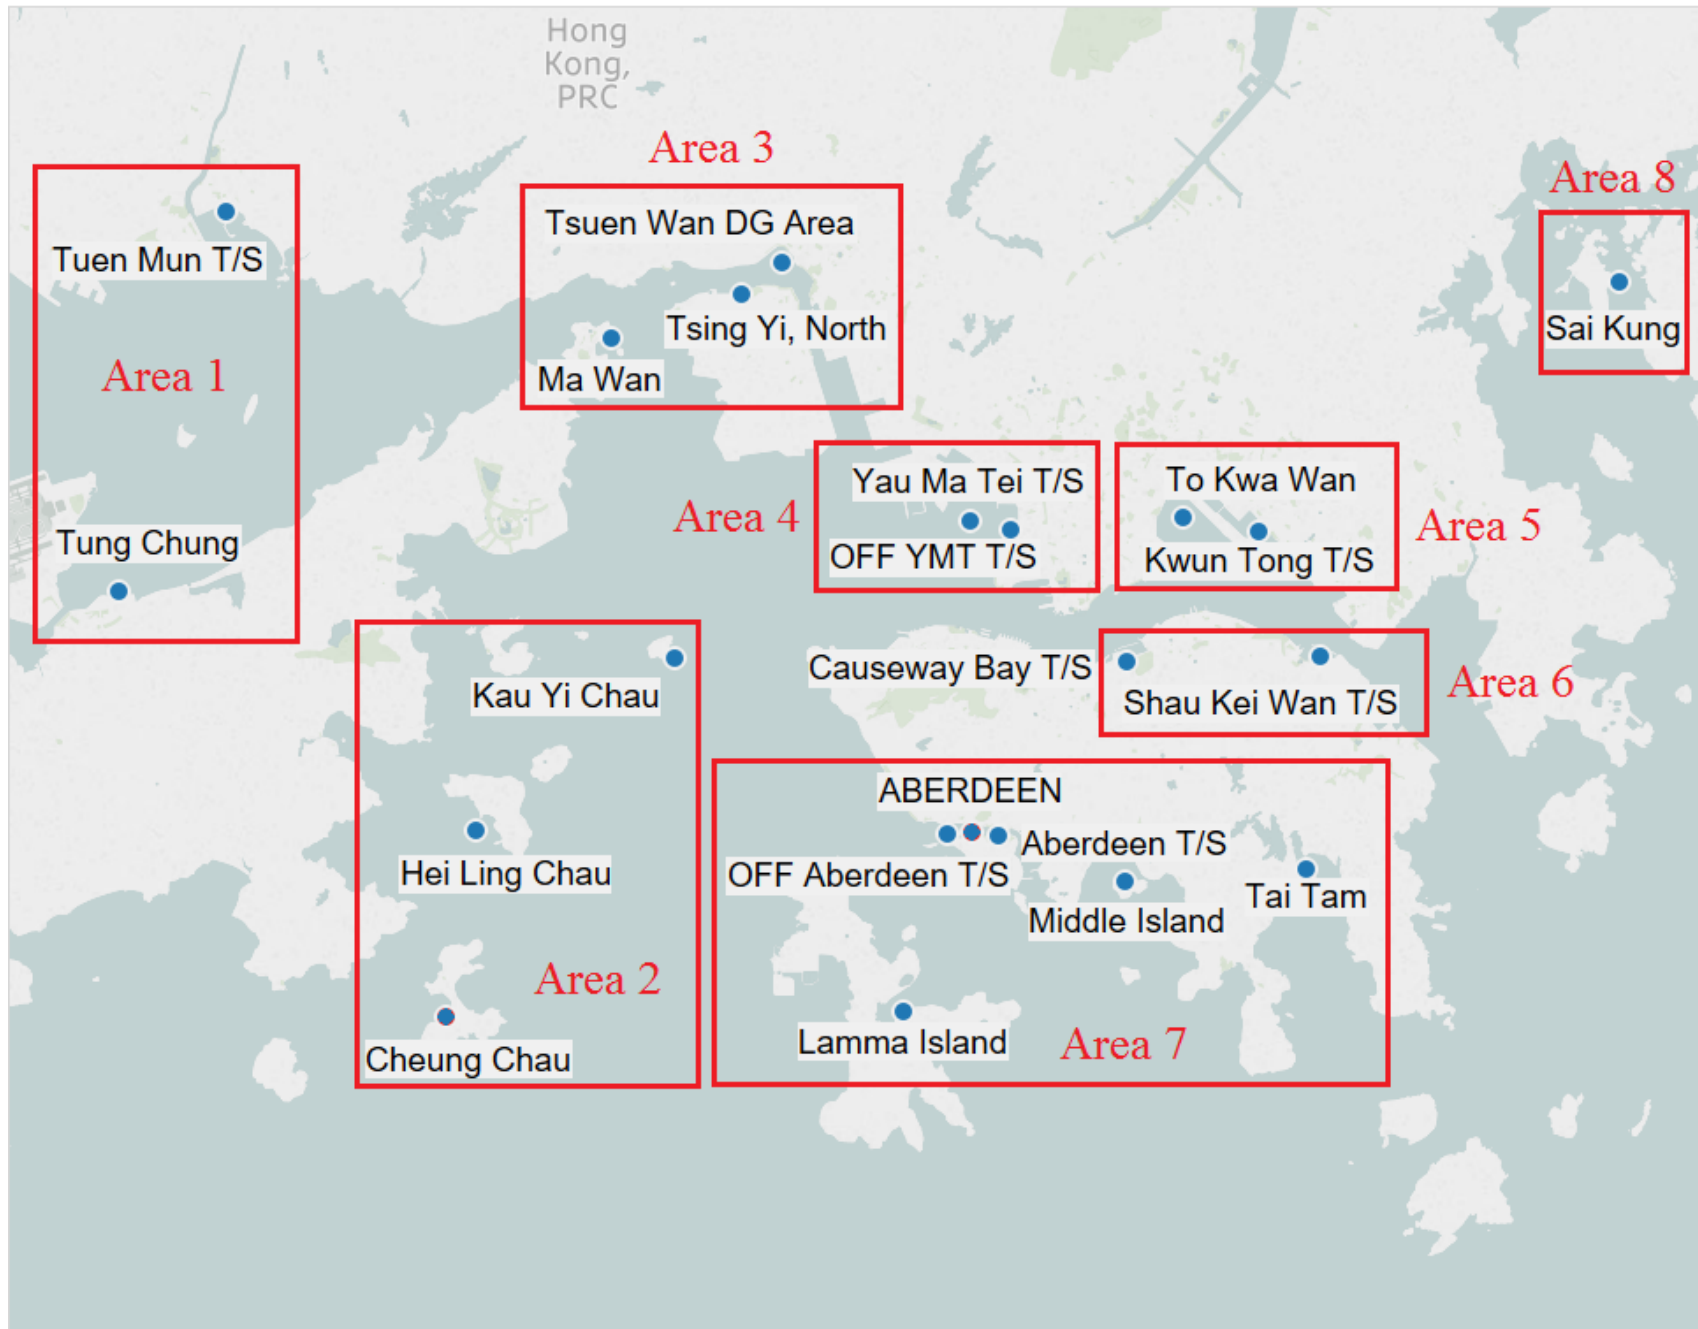 Hong
Kong,
PRC
Area 3
Area 8
Tsuen Wan DG Area
Tuen Mun T/S
Tsing Yi, North
Sai Kung
Area 1
Ma Wan
Yau Ma Tei T/S
To Kwa Wan
Area 4
Area 5
Tung Chung
OFF YMT T/S
Kwun Tong T/S
Causeway Bay T/S
Kau Yi Chau
Area 6
Shau Kei Wan T/S
ABERDEEN
Aberdeen T/S
Hei Ling Chau
OFF Aberdeen T/S
Tai Tam
Middle Island
Area 2
Lamma Island
Area 7
Cheung Chau